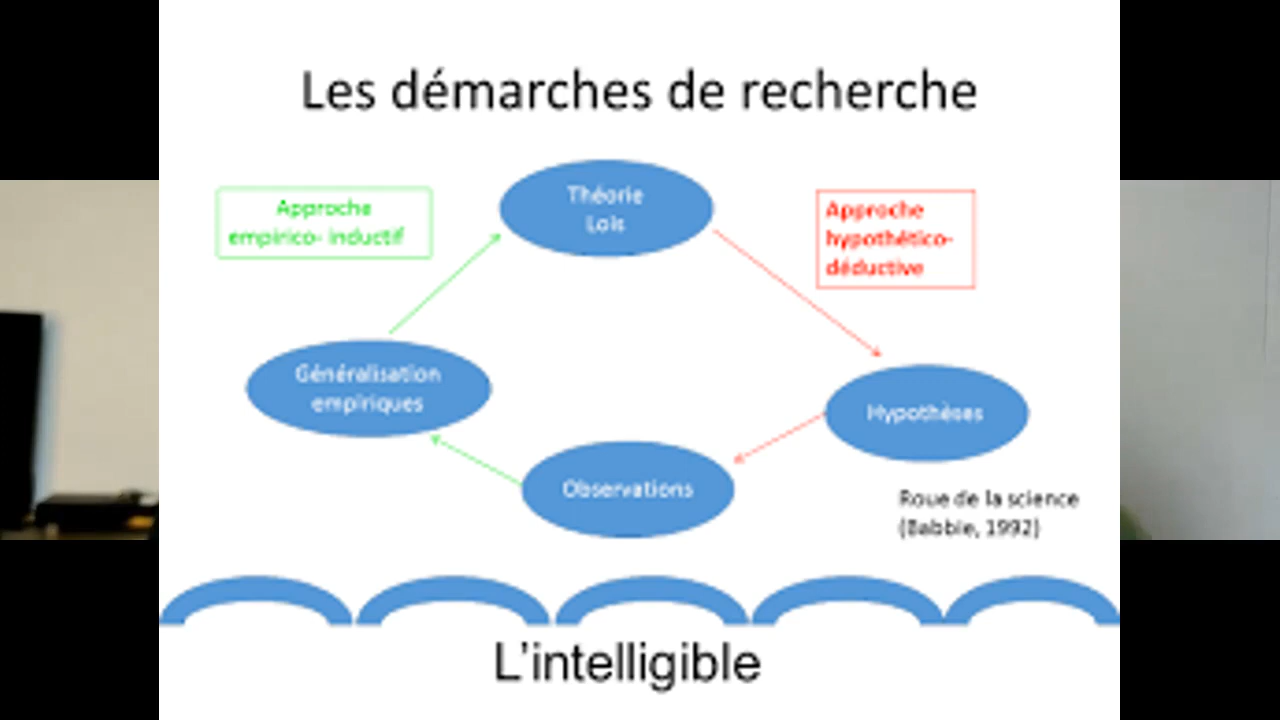 Les démarches de recherche
Approche
empirico- inductif
Théorie
Lois
Approche
hypothético-
déductive
Généralisation
empiriques
Hypothèses
Observations
Roue de la science
(Babbie, 1992)
L'intelligible